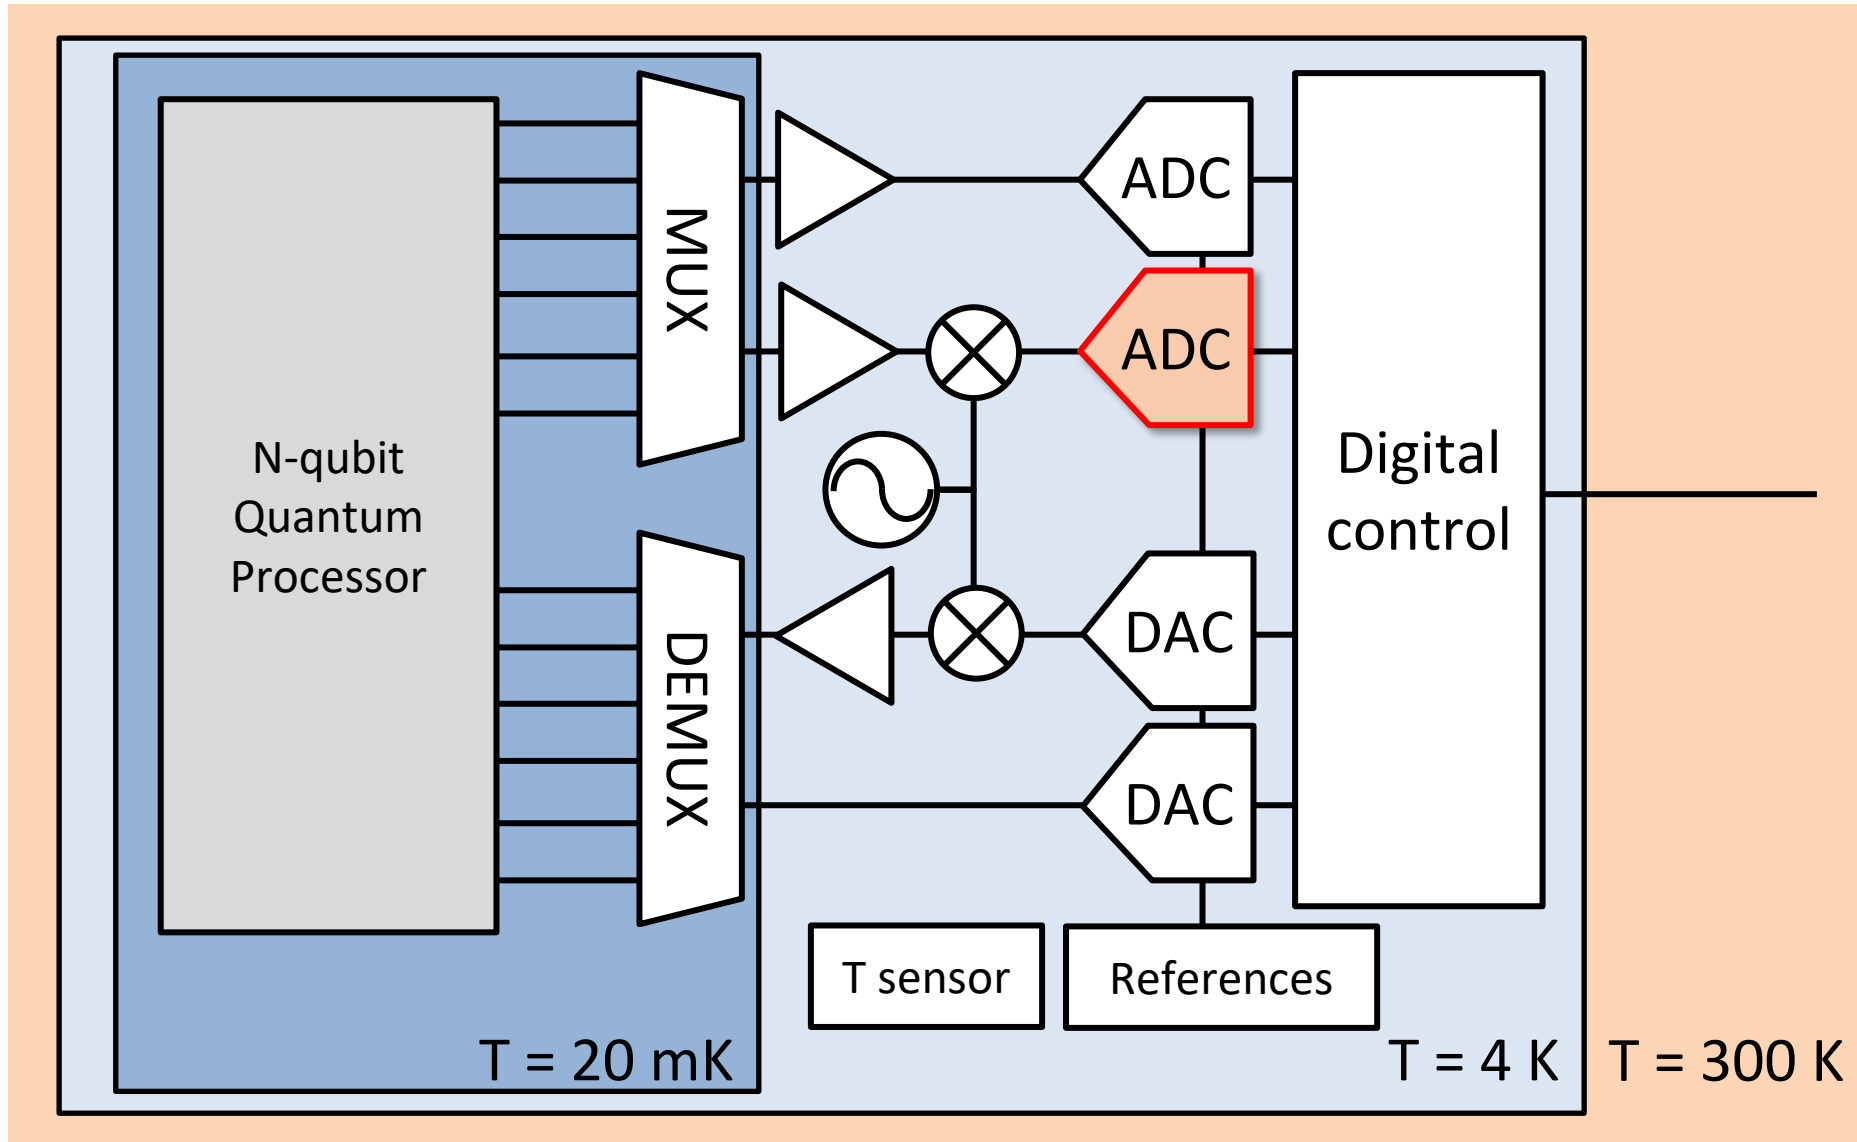 N-qubit
Quantum
Processor
MUX
DEMUX
ADC
ADC
DAC
DAC
Digital
control
T sensor
References
T = 20 mK
T = 4 K
T = 300 K